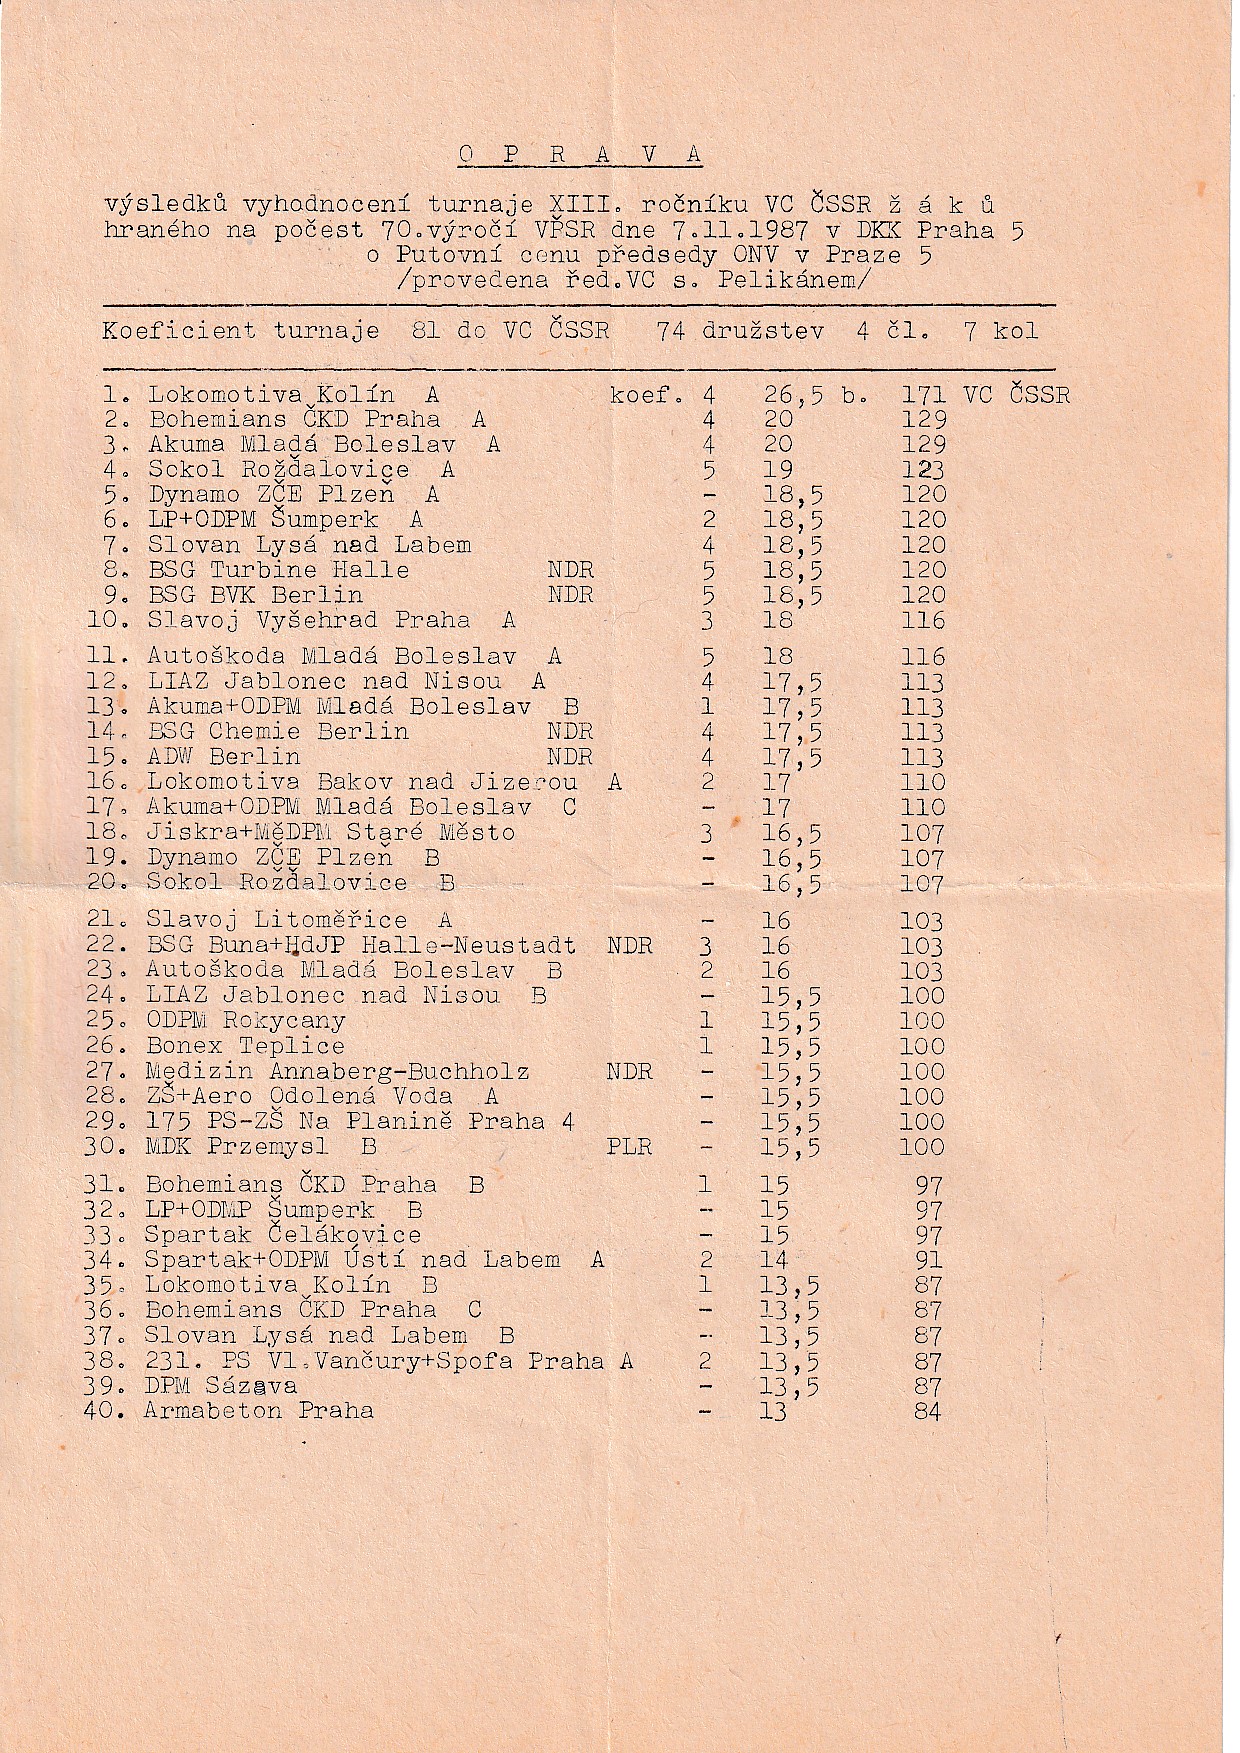 O P R A V A
výsledků vyhodnocení turnaje XIII. ročníku VC ČSSR ž á k ů
hraného na počest 70.výročí VŘSR dne 7.11.1987 v DKK Praha 5
o Putovní cenu předsedy ONV v Praze 5
/provedena řed.VC s. Pelikánem/
Koeficient turnaje 81 do VC ČSSR 74 družstev 4 čl. 7 kol
1. Lokomotiva Kolín A koef. 4 26,5 b. 171 VC ČSSR
2. Bohemians ČKD Praha A 4 20 129
3. Akuma Mladá Boleslav A 4 20 129
4. Sokol Rožďalovice A 5 19 123
5. Dynamo ZČE Plzeň A - 18,5 120
6. LP+ODPM Šumperk A 2 18,5 120
7. Slovan Lysá nad Labem 4 18,5 120
8. BSG Turbine Halle NDR 5 18,5 120
9. BSG BVK Berlin NDR 5 18,5 120
10. Slavoj Vyšehrad Praha A 3 18 116
11. Autoškoda Mladá Boleslav A 5 18 116
12. LIAZ Jablonec nad Nisou A 4 17,5 113
13. Akuma+ODPM Mladá Boleslav B 1 17,5 113
14. BSG Chemie Berlin NDR 4 17,5 113
15. ADW Berlin NDR 4 17,5 113
16. Lokomotiva Bakov nad Jizerou A 2 17 110
17. Akuma+ODPM Mladá Boleslav C - 17 110
18. Jiskra+MěDPM Staré Město 3 16,5 107
19. Dynamo ZČE Plzeň B - 16,5 107
20. Sokol Rožďalovice B - 16,5 107
21. Slavoj Litoměřice A - 16 103
22. BSG Buna+HdJP Halle-Neustadt NDR 3 16 103
23. Autoškoda Mladá Boleslav B 2 16 103
24. LIAZ Jablonec nad Nisou B - 15,5 100
25. ODPM Rokycany 1 15,5 100
26. Bonex Teplice 1 15,5 100
27. Medizin Annaberg-Buchholz NDR - 15,5 100
28. ZŠ+Aero Odolená Voda A - 15,5 100
29. 175 PS-ZŠ Na Planině Praha 4 - 15,5 100
30. MDK Przemysl B PLR - 15,5 100
31. Bohemians ČKD Praha B 1 15 97
32. LP+ODMP Šumperk B - 15 97
33. Spartak Čelákovice - 15 97
34. Spartak+ODPM Ústí nad Labem A 2 14 91
35. Lokomotiva Kolín B 1 13,5 87
36. Bohemians ČKD Praha C - 13,5 87
37. Slovan Lysá nad Labem B - 13,5 87
38. 231. PS Vl.Vančury+Spofa Praha A 2 13,5 87
39. DPM Sázava - 13,5 87
40. Armabeton Praha - 13 84